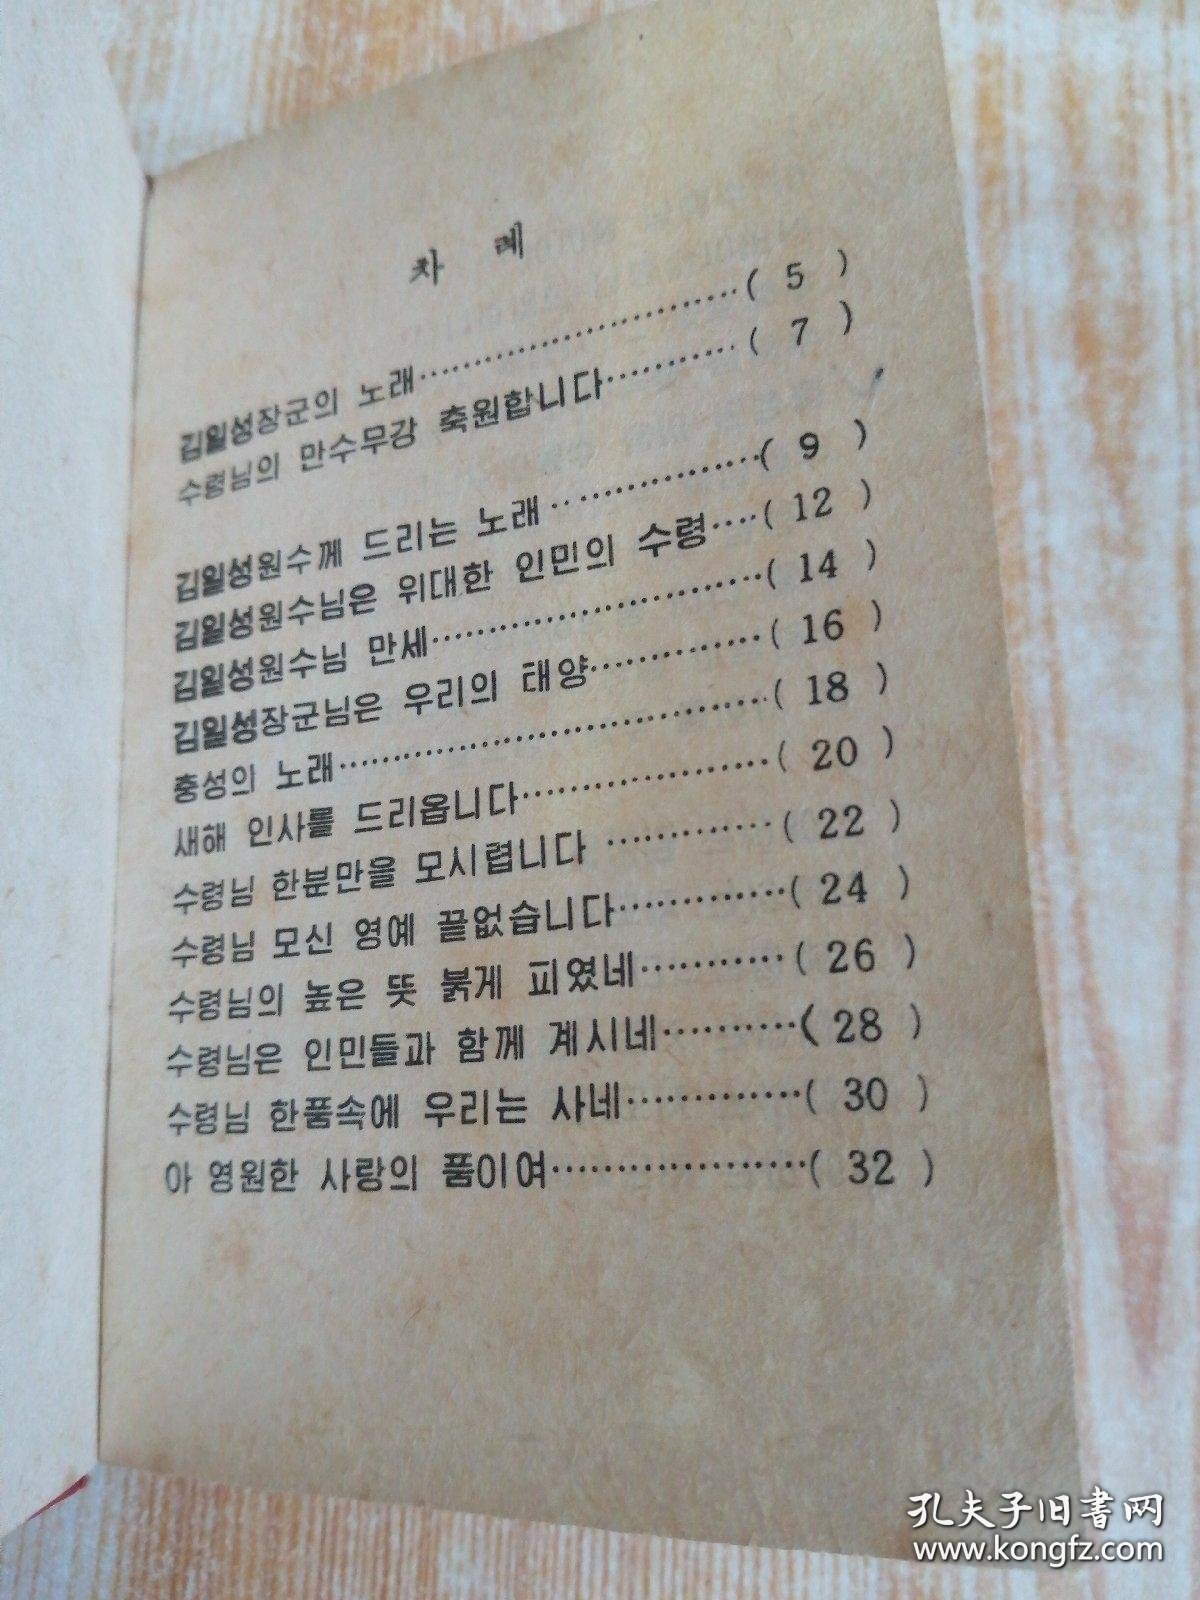 차 례
김일성장군의 노래……………………………( 5 )
수령님의 만수무강 축원합니다…………( 7 )
김일성원수께 드리는 노래…………………( 9 )
김일성원수님은 위대한 인민의 수령……( 12 )
김일성원수님 만세……………………………( 14 )
김일성장군님은 우리의 태양………………( 16 )
충성의 노래……………………………………( 18 )
새해 인사를 드리옵니다……………………( 20 )
수령님 한분만을 모시렵니다………………( 22 )
수령님 모신 영예 끝없습니다……………( 24 )
수령님의 높은 뜻 붉게 피였네……………( 26 )
수령님은 인민들과 함께 계시네…………( 28 )
수령님 한품속에 우리는 사네……………( 30 )
아 영원한 사랑의 품이여…………………( 32 )
孔夫子旧书网
www.kongfz.com